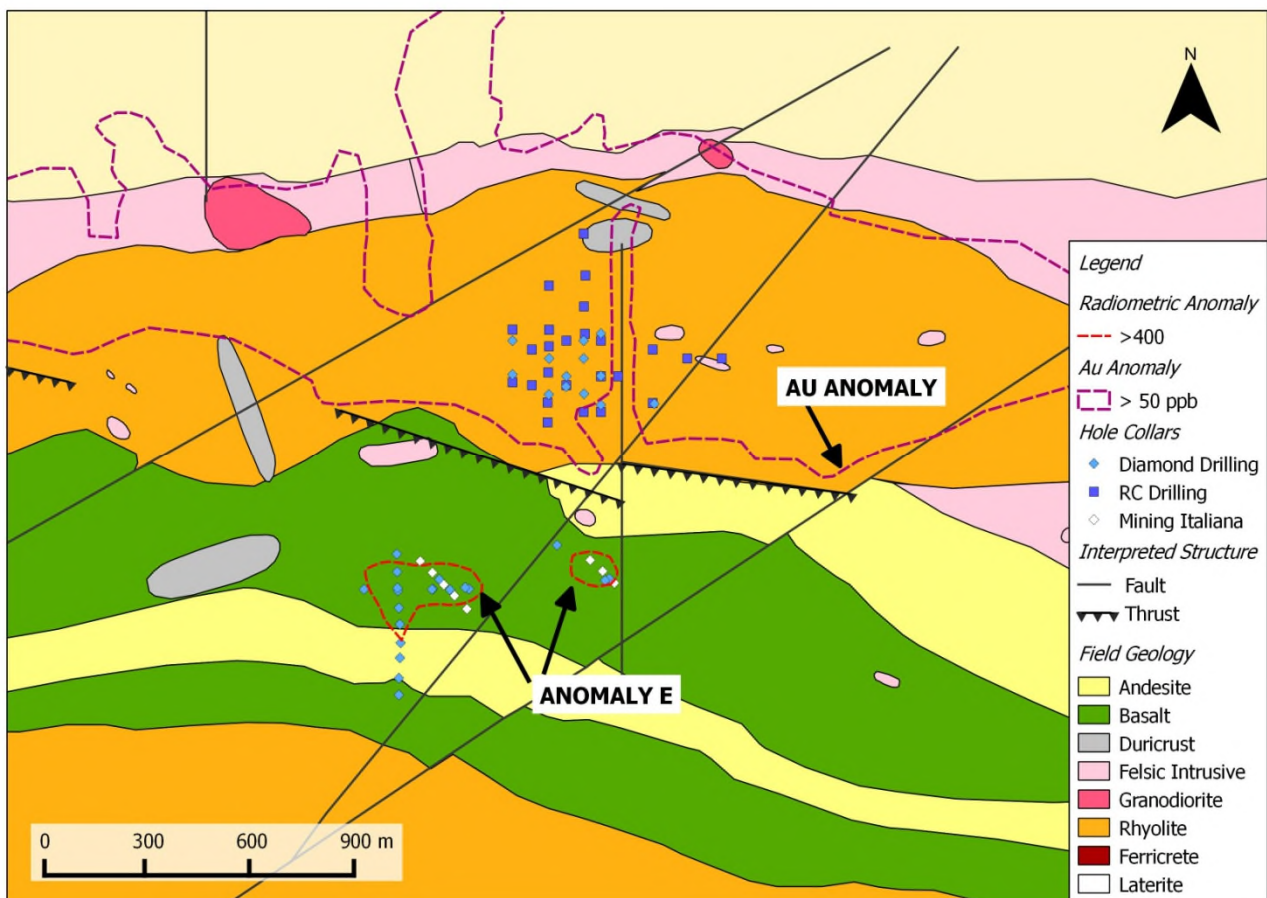 N
AU ANOMALY
ANOMALY E
0 300 600 900 m
Legend
Radiometric Anomaly
>400
Au Anomaly
> 50 ppb
Hole Collars
Diamond Drilling
RC Drilling
Mining Italiana
Interpreted Structure
Fault
Thrust
Field Geology
Andesite
Basalt
Duricrust
Felsic Intrusive
Granodiorite
Rhyolite
Ferricrete
Laterite